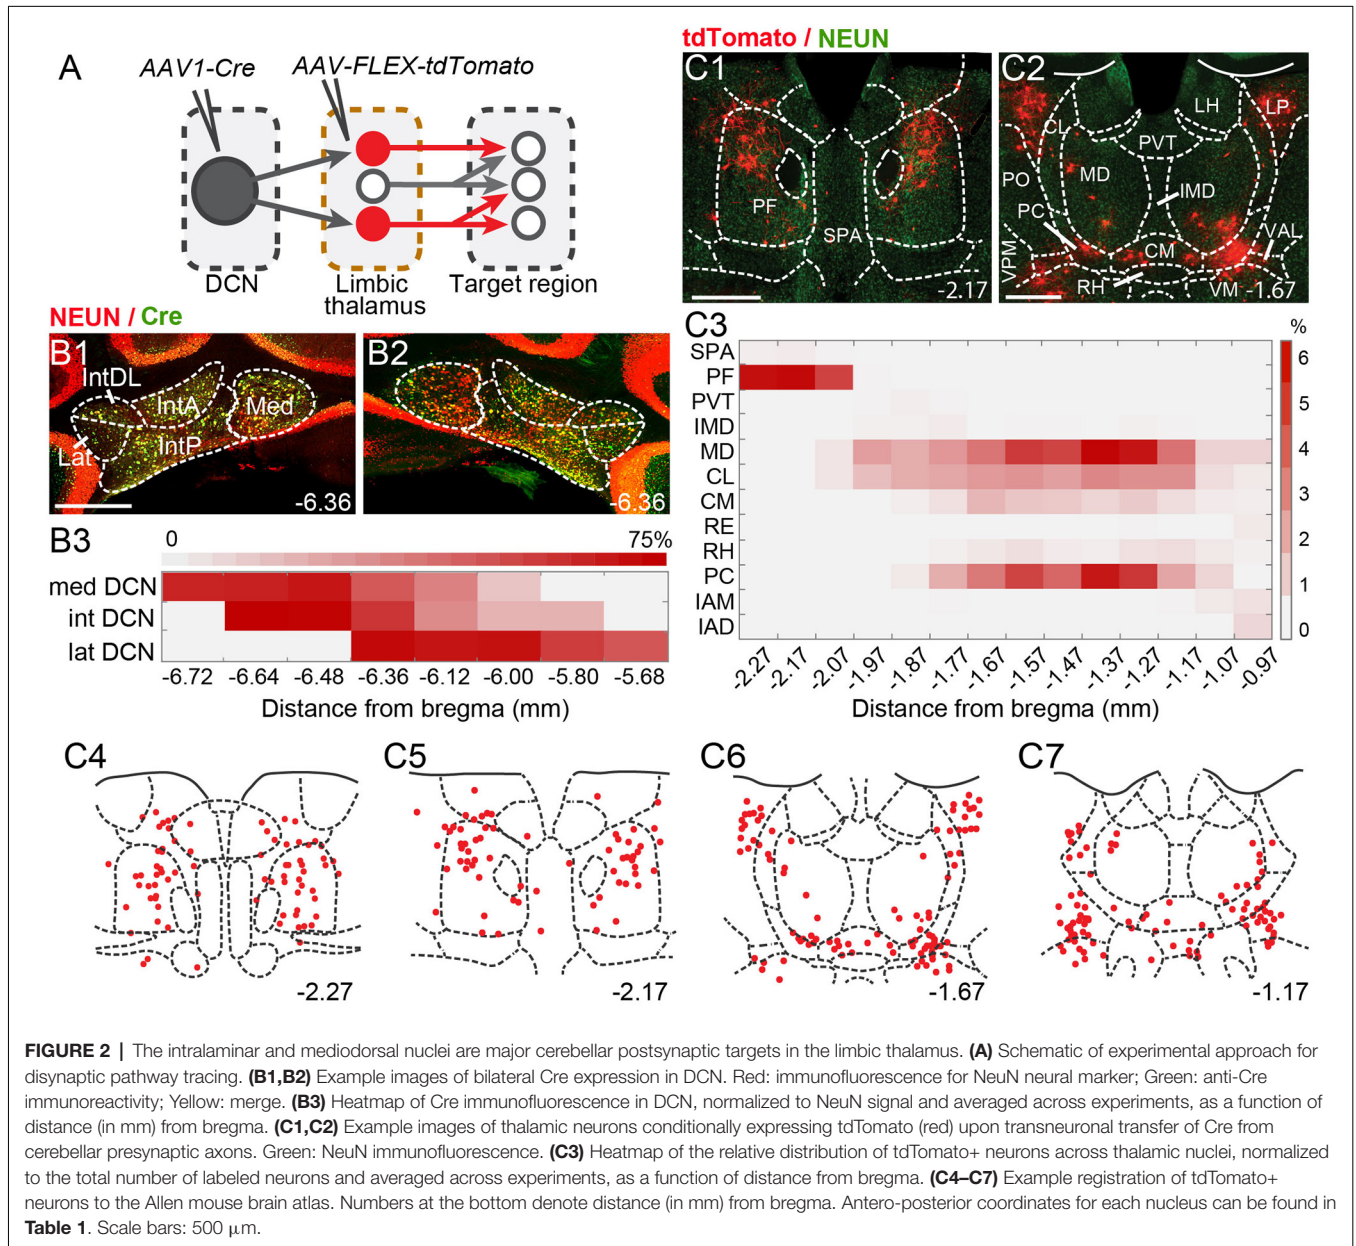 A
AAV1-Cre
AAV-FLEX-tdTomato
DCN
Limbic
thalamus
Target region
tdTomato / NEUN
C1
PF
SPA
-2.17
C2
LH
LP
CL
PVT
PO
MD
IMD
PC
VAL
CM
VPM
RH
VM
-1.67
NEUN / Cre
B1
IntDL
IntA
Med
IntP
Lat
-6.36
B2
-6.36
B3
0
75%
med DCN
int DCN
lat DCN
-6.72 -6.64 -6.48 -6.36 -6.12 -6.00 -5.80 -5.68
Distance from bregma (mm)
C3
%
SPA
PF
PVT
IMD
MD
CL
CM
RE
RH
PC
IAM
IAD
6
5
4
3
2
1
0
-2.27 -2.17 -2.07 -1.97 -1.87 -1.77 -1.67 -1.57 -1.47 -1.37 -1.27 -1.17 -1.07 -0.97
Distance from bregma (mm)
C4
-2.27
C5
-2.17
C6
-1.67
C7
-1.17
FIGURE 2 | The intralaminar and mediodorsal nuclei are major cerebellar postsynaptic targets in the limbic thalamus. (A) Schematic of experimental approach for
disynaptic pathway tracing. (B1,B2) Example images of bilateral Cre expression in DCN. Red: immunofluorescence for NeuN neural marker; Green: anti-Cre
immunoreactivity; Yellow: merge. (B3) Heatmap of Cre immunofluorescence in DCN, normalized to NeuN signal and averaged across experiments, as a function of
distance (in mm) from bregma. (C1,C2) Example images of thalamic neurons conditionally expressing tdTomato (red) upon transneuronal transfer of Cre from
cerebellar presynaptic axons. Green: NeuN immunofluorescence. (C3) Heatmap of the relative distribution of tdTomato+ neurons across thalamic nuclei, normalized
to the total number of labeled neurons and averaged across experiments, as a function of distance from bregma. (C4–C7) Example registration of tdTomato+
neurons to the Allen mouse brain atlas. Numbers at the bottom denote distance (in mm) from bregma. Antero-posterior coordinates for each nucleus can be found in
Table 1. Scale bars: 500 μm.